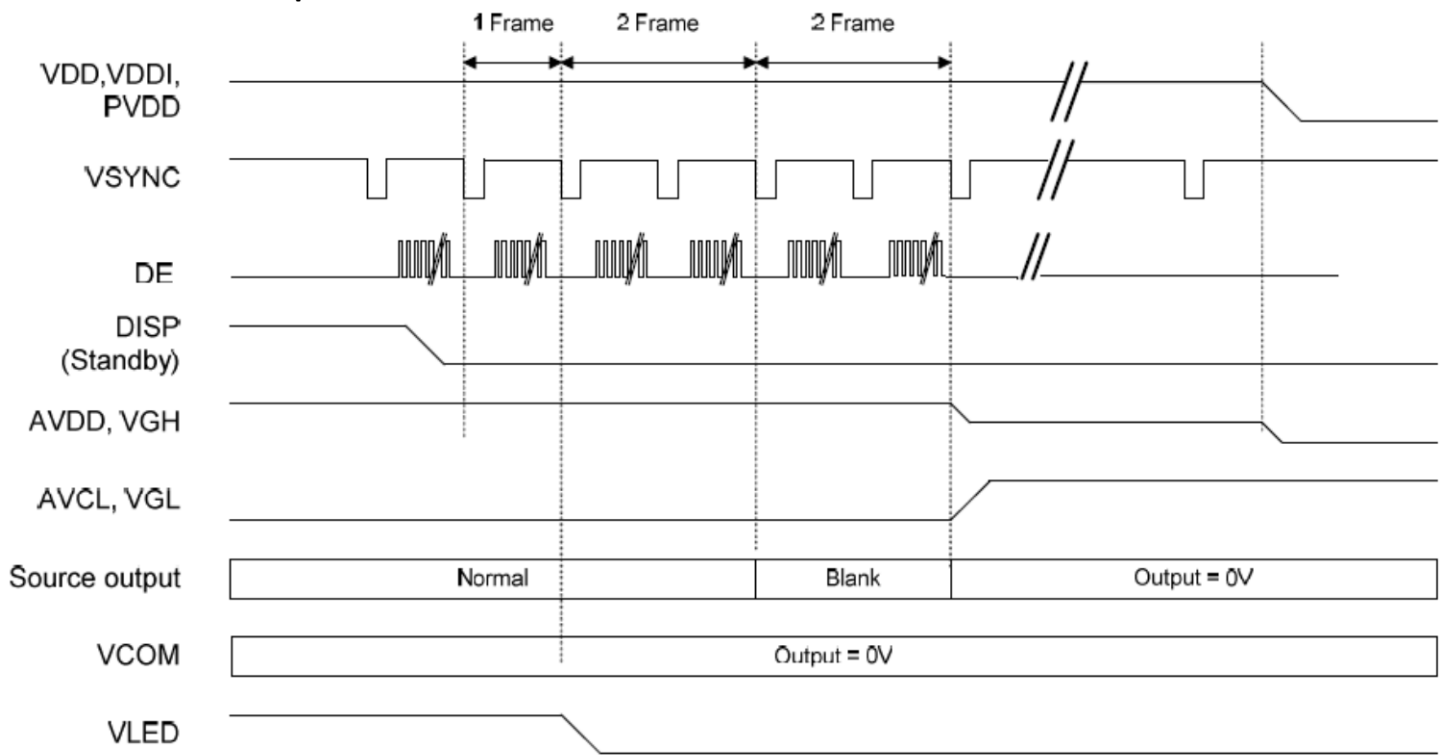 1 Frame 2 Frame 2 Frame
VDD,VDDI,
PVDD
VSYNC
DE
DISP
(Standby)
AVDD, VGH
AVCL, VGL
Source output Normal Blank Output = 0V
VCOM Output = 0V
VLED